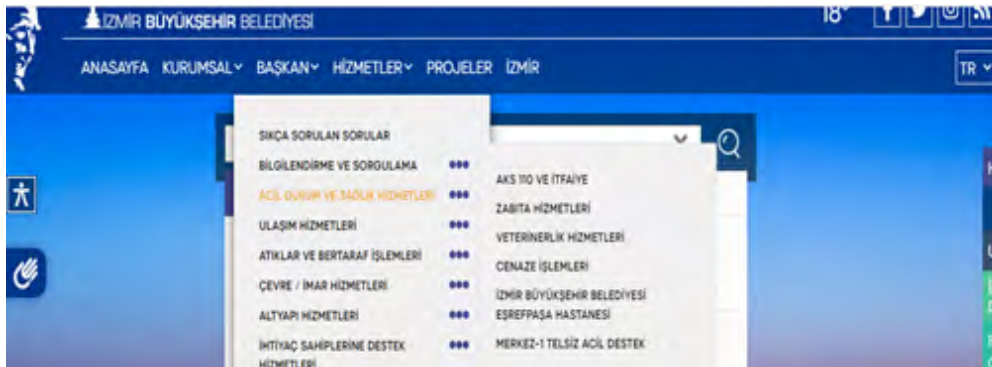 İZMİR BÜYÜKŞEHİR BELEDİYESİ
18°
ANASAYFA KURUMSAL BAŞKAN HİZMETLER PROJELER İZMİR
TR
SIKÇA SORULAN SORULAR
BİLGİLENDİRME VE SORGULAMA
ACİL DURUM VE SAĞLIK HİZMETLERİ
ULAŞIM HİZMETLERİ
ATIKLAR VE BERTARAF İŞLEMLERİ
ÇEVRE / İMAR HİZMETLERİ
ALTYAPI HİZMETLERİ
İHTİYAÇ SAHİPLERİNE DESTEK
HİZMETLERİ
AKS 110 VE İTFAİYE
ZABITA HİZMETLERİ
VETERİNERLİK HİZMETLERİ
CENAZE İŞLEMLERİ
İZMİR BÜYÜKŞEHİR BELEDİYESİ
EŞREFPAŞA HASTANESİ
MERKEZ-1 TELSİZ ACİL DESTEK